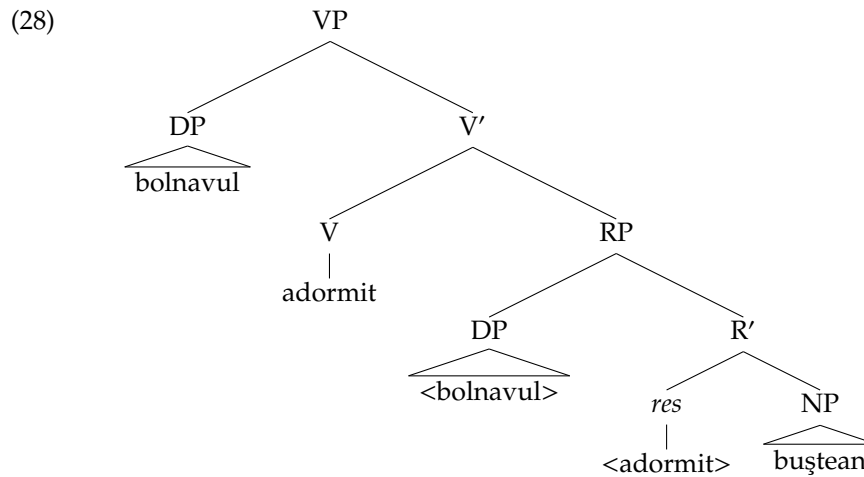 (28) VP
DP V′
bolnavul
V RP
adormit
DP R′
<bolnavul>
res NP
<adormit> buştean